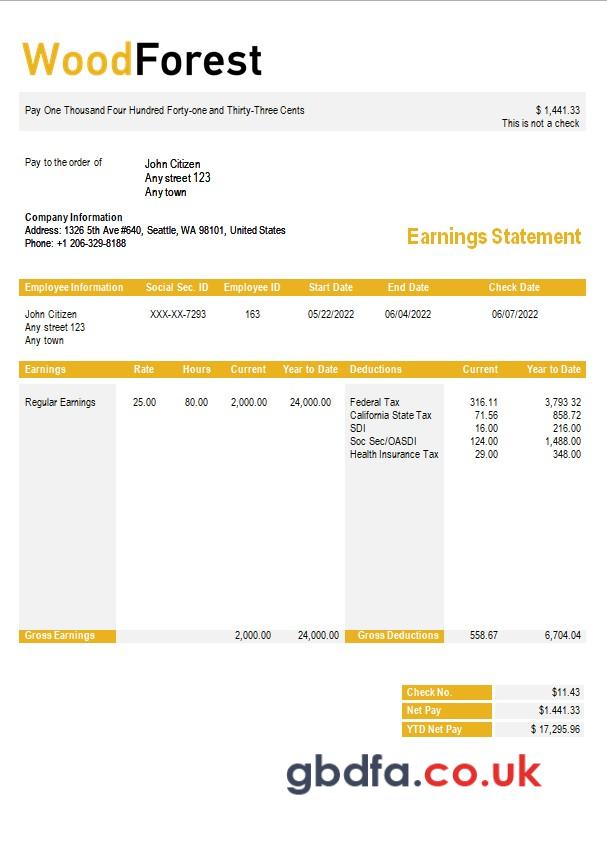 WoodForest
Pay One Thousand Four Hundred Forty-one and Thirty-Three Cents $ 1,441.33
This is not a check
Pay to the order of John Citizen
Any street 123
Any town
Company Information
Address: 1326 5th Ave #640, Seattle, WA 98101, United States
Phone: +1 206-329-8188
Earnings Statement
Employee Information Social Sec. ID Employee ID Start Date End Date Check Date
John Citizen XXX-XX-7293 163 05/22/2022 06/04/2022 06/07/2022
Any street 123
Any town
Earnings Rate Hours Current Year to Date Deductions Current Year to Date
Regular Earnings 25.00 80.00 2,000.00 24,000.00 Federal Tax 316.11 3,793 32
California State Tax 71.56 858.72
SDI 16.00 216.00
Soc Sec/OASDI 124.00 1,488.00
Health Insurance Tax 29.00 348.00
Gross Earnings 2,000.00 24,000.00 Gross Deductions 558.67 6,704.04
Check No. $11.43
Net Pay $1.441.33
YTD Net Pay $ 17,295.96
gbdfa.co.uk